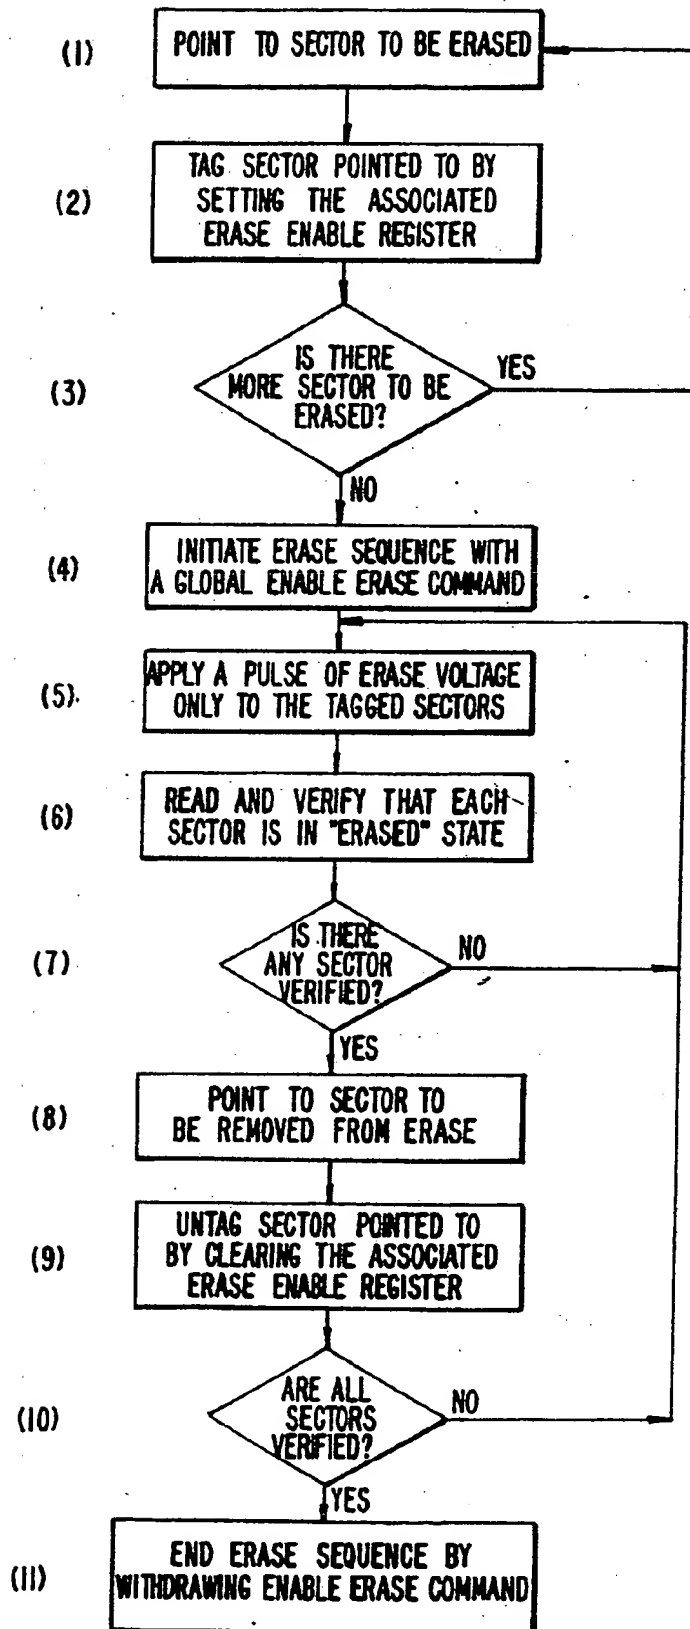 (1)
POINT TO SECTOR TO BE ERASED
(2)
TAG SECTOR POINTED TO BY
SETTING THE ASSOCIATED
ERASE ENABLE REGISTER
(3)
IS THERE
MORE SECTOR TO BE
ERASED?
YES
NO
(4)
INITIATE ERASE SEQUENCE WITH
A GLOBAL ENABLE ERASE COMMAND
(5)
APPLY A PULSE OF ERASE VOLTAGE
ONLY TO THE TAGGED SECTORS
(6)
READ AND VERIFY THAT EACH
SECTOR IS IN "ERASED" STATE
(7)
IS THERE
ANY SECTOR
VERIFIED?
NO
YES
(8)
POINT TO SECTOR TO
BE REMOVED FROM ERASE
(9)
UNTAG SECTOR POINTED TO
BY CLEARING THE ASSOCIATED
ERASE ENABLE REGISTER
(10)
ARE ALL
SECTORS
VERIFIED?
NO
YES
(11)
END ERASE SEQUENCE BY
WITHDRAWING ENABLE ERASE COMMAND